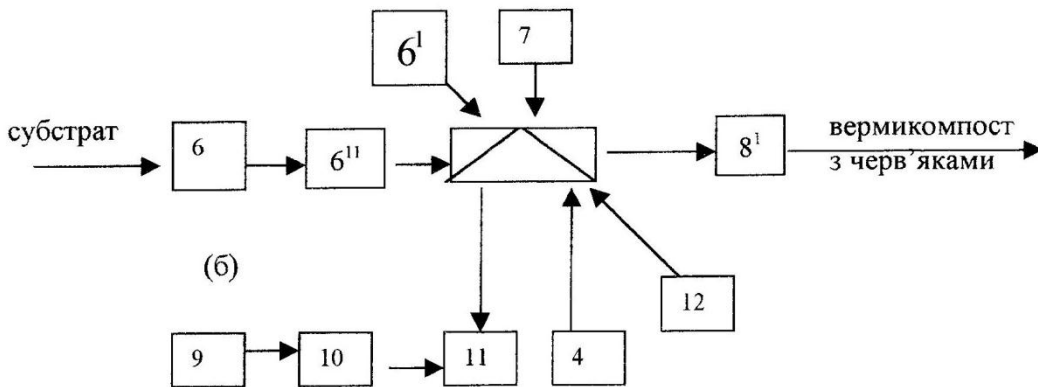 6¹
7
субстрат
6
6¹¹
8¹
вермикомпост
з черв’яками
(б)
12
9
10
11
4